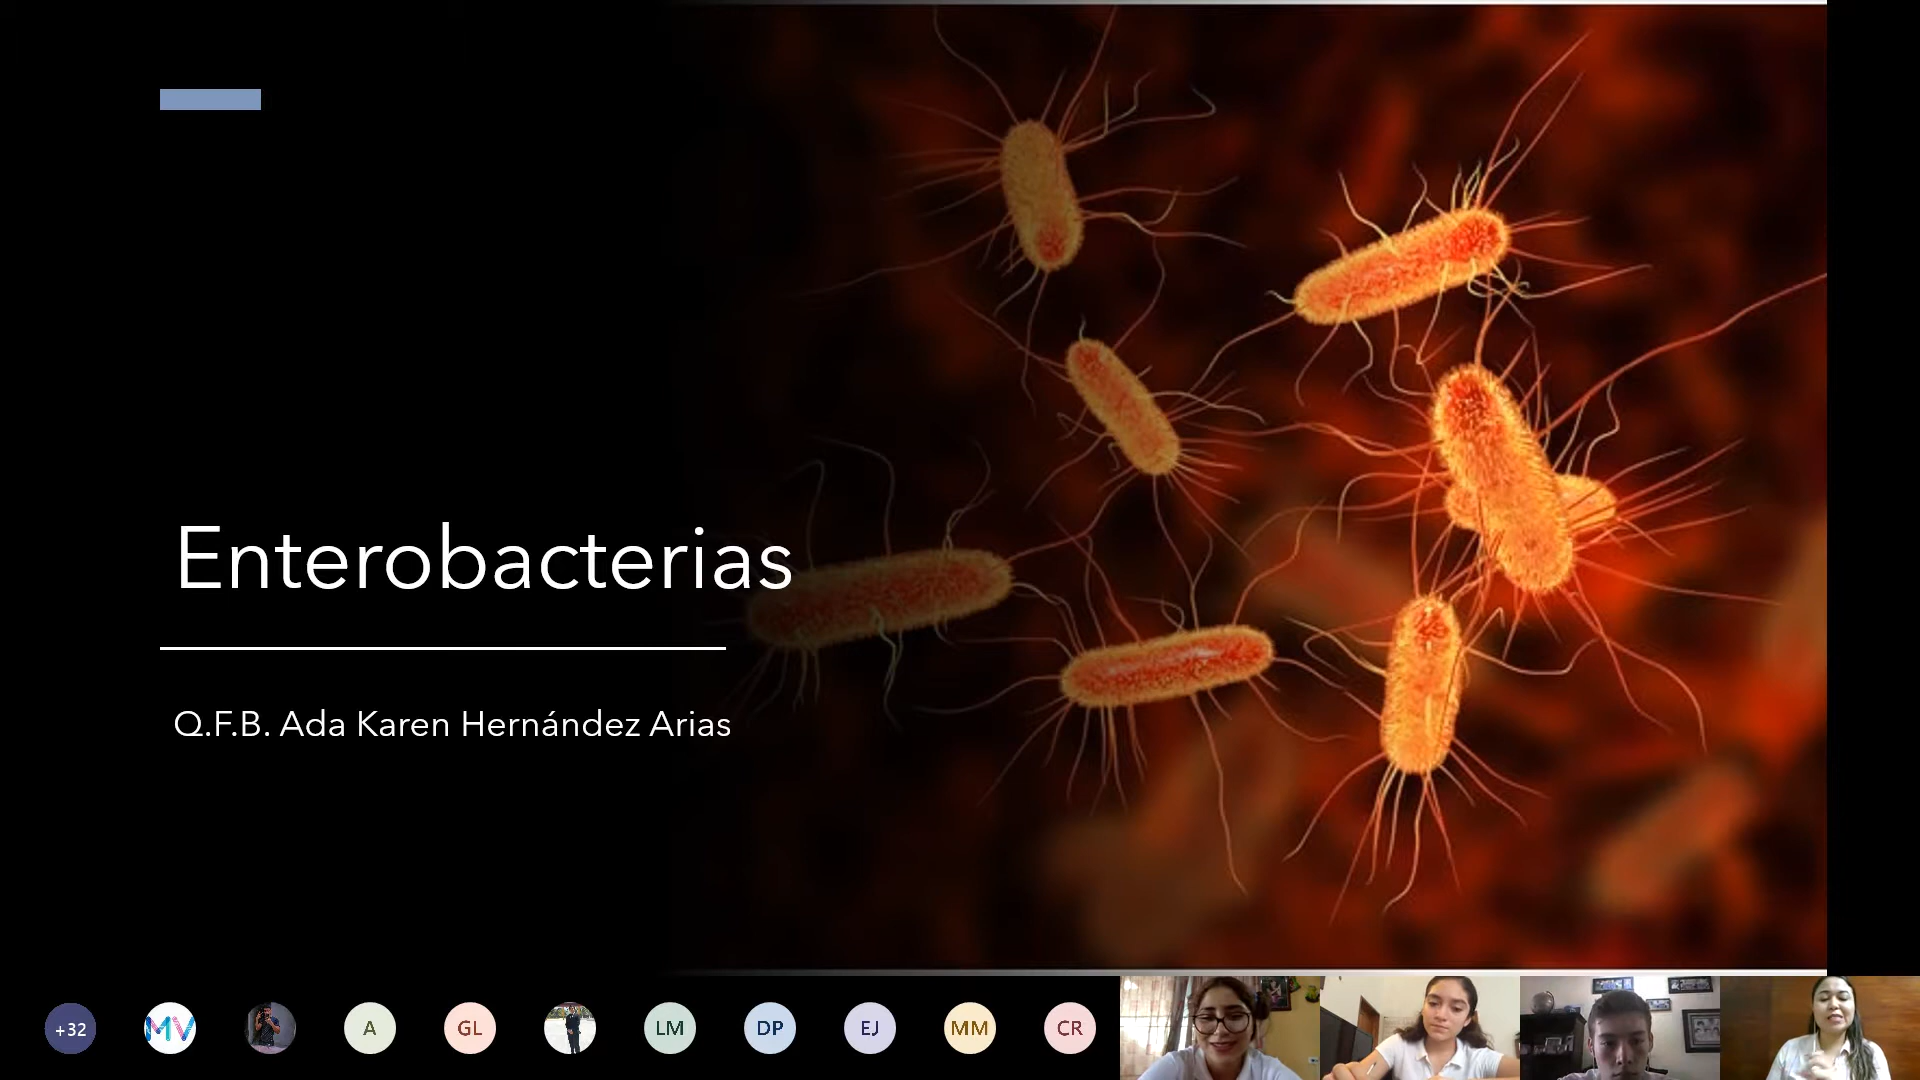 Enterobacterias
Q.F.B. Ada Karen Hernández Arias
+32
MV
A
GL
LM
DP
EJ
MM
CR